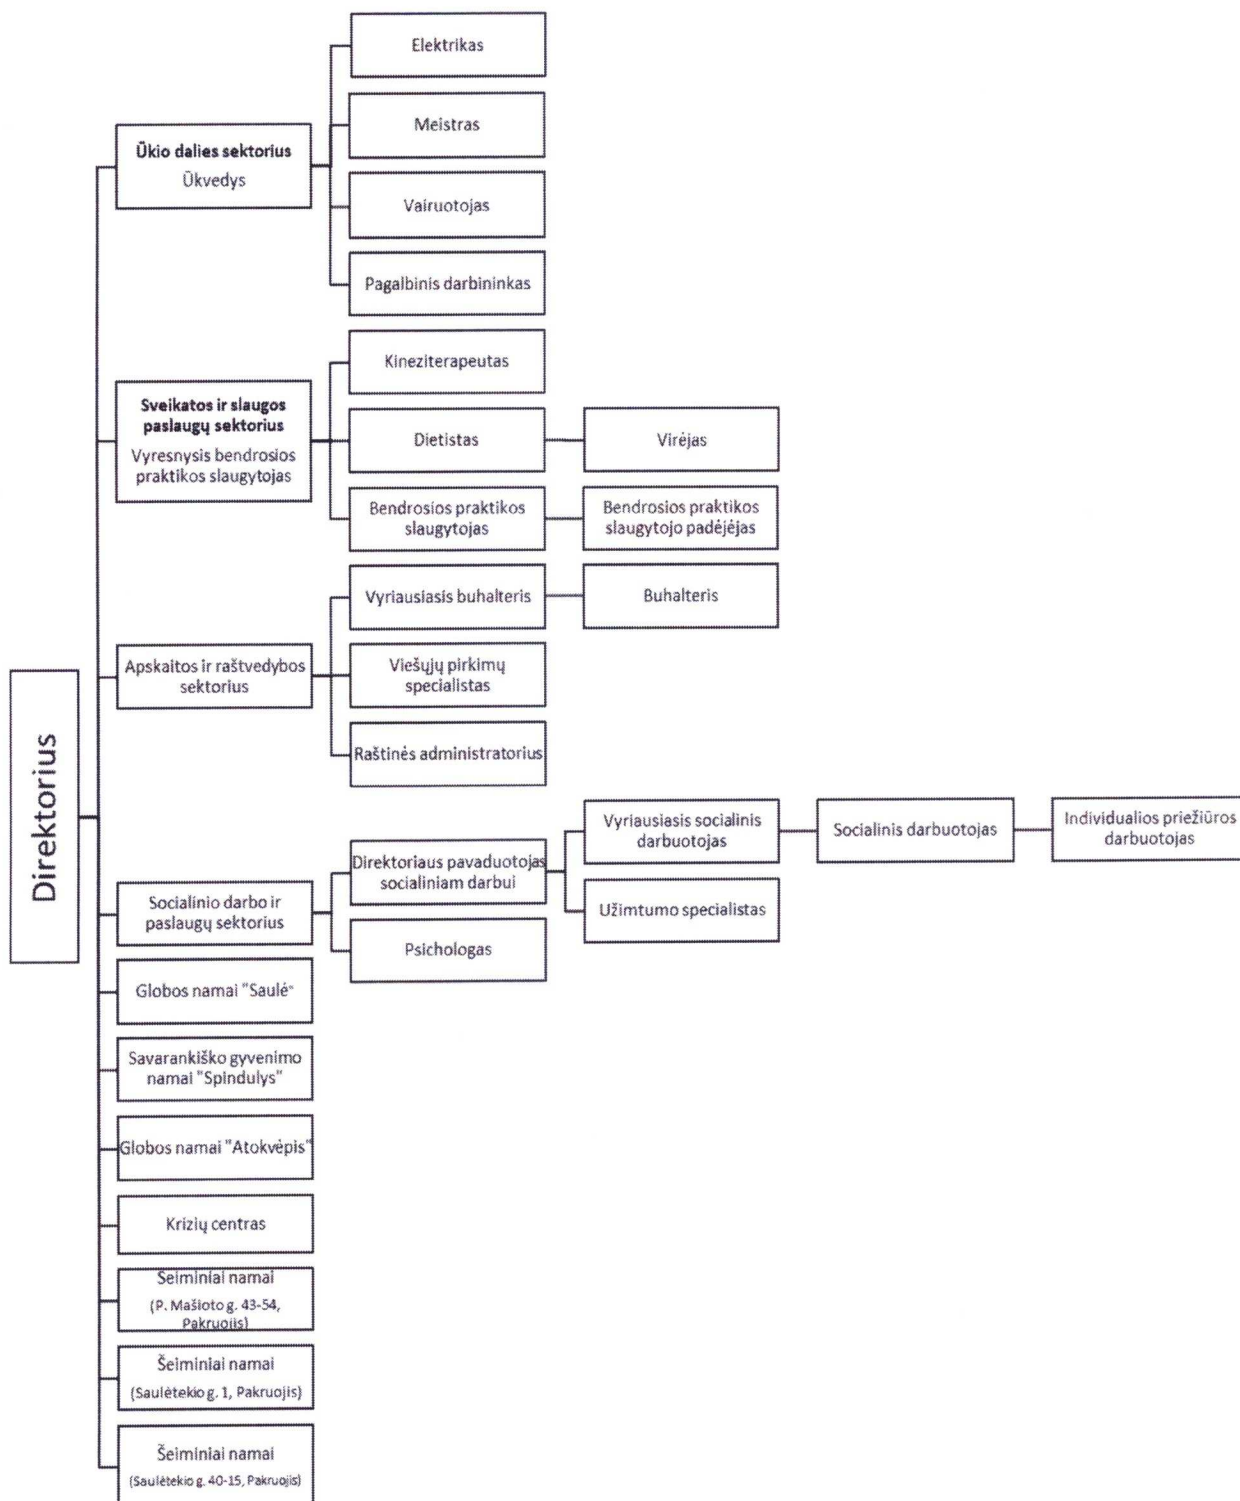 Direktorius
Ūkio dalies sektorius
Ūkvedys
Elektrikas
Meistras
Vairuotojas
Pagalbinis darbininkas
Sveikatos ir slaugos
paslaugų sektorius
Vyresnysis bendrosios
praktikos slaugytojas
Kineziterapeutas
Dietistas
Virėjas
Bendrosios praktikos
slaugytojas
Bendrosios praktikos
slaugytojo padėjėjas
Apskaitos ir raštvedybos
sektorius
Vyriausiasis buhalteris
Buhalteris
Viešųjų pirkimų
specialistas
Raštinės administratorius
Socialinio darbo ir
paslaugų sektorius
Direktoriaus pavaduotojas
socialiniam darbui
Vyriausiasis socialinis
darbuotojas
Socialinis darbuotojas
Individualios priežiūros
darbuotojas
Užimtumo specialistas
Psichologas
Globos namai "Saulė"
Savarankiško gyvenimo
namai "Spindulys"
Globos namai "Atokvėpis"
Krizių centras
Šeiminiai namai
(P. Mašioto g. 43-54,
Pakruojis)
Šeiminiai namai
(Saulėtekio g. 1, Pakruojis)
Šeiminiai namai
(Saulėtekio g. 40-15, Pakruojis)